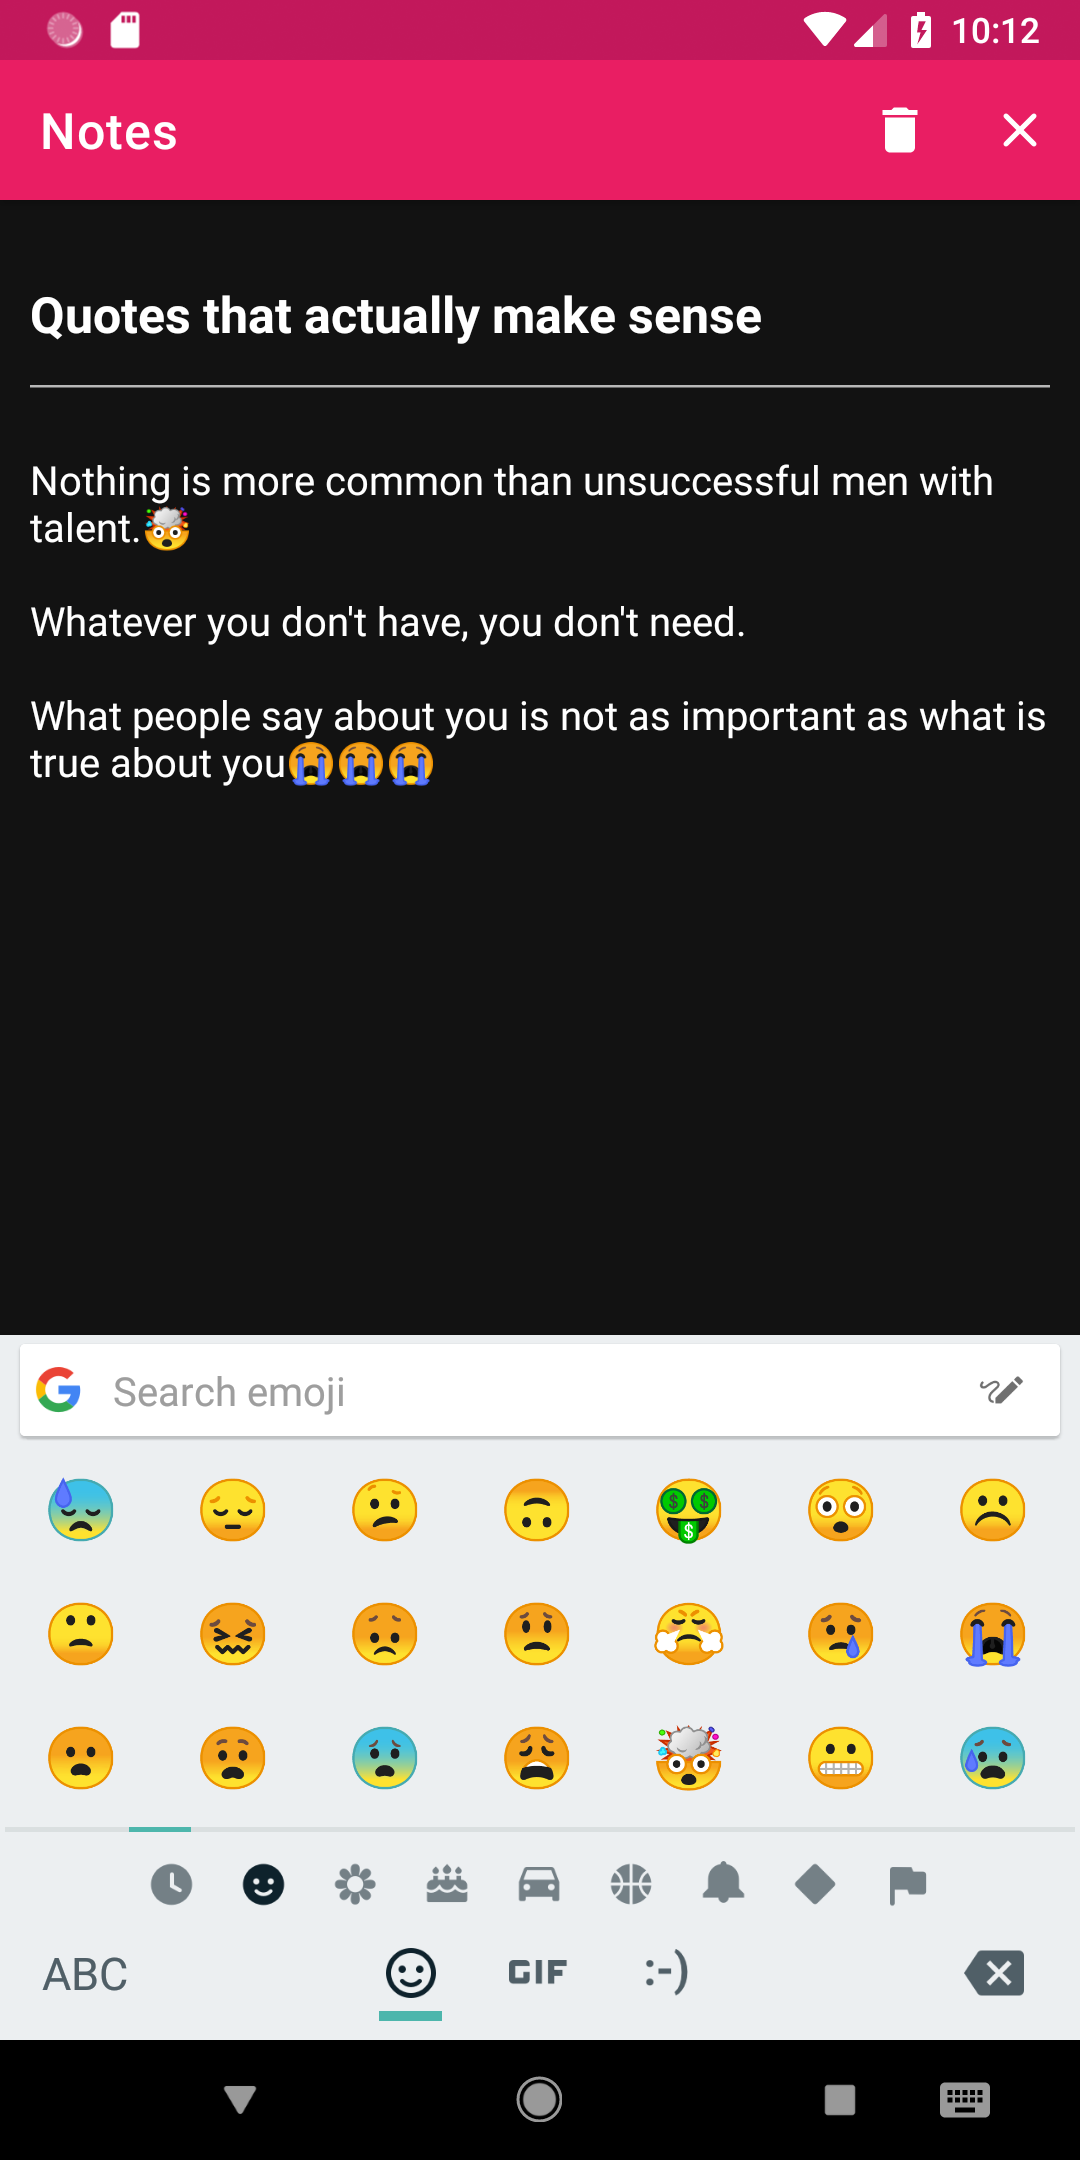 10:12
Notes
Quotes that actually make sense
Nothing is more common than unsuccessful men with
talent.🤯
Whatever you don't have, you don't need.
What people say about you is not as important as what is
true about you😭😭😭
Search emoji
ABC
GIF
:-)